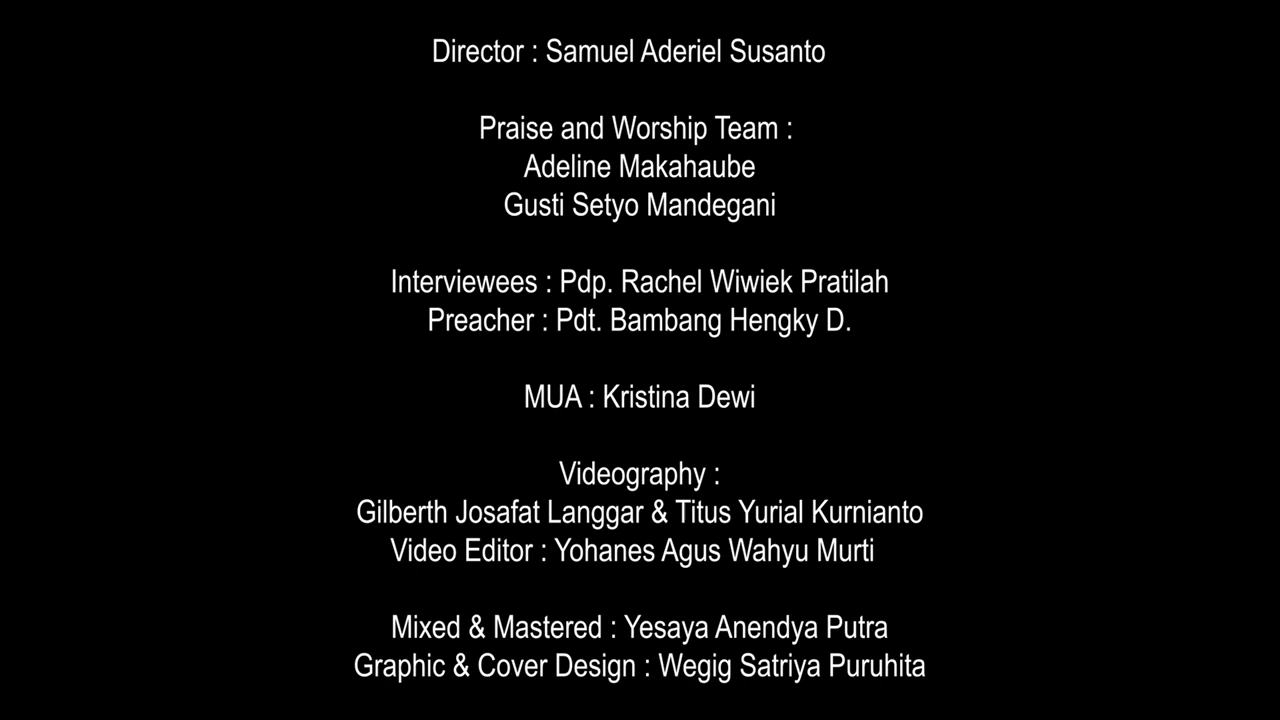 Director : Samuel Aderiel Susanto
Praise and Worship Team :
Adeline Makahaube
Gusti Setyo Mandegani
Interviewees : Pdp. Rachel Wiwiek Pratilah
Preacher : Pdt. Bambang Hengky D.
MUA : Kristina Dewi
Videography :
Gilberth Josafat Langgar & Titus Yurial Kurnianto
Video Editor : Yohanes Agus Wahyu Murti
Mixed & Mastered : Yesaya Anendya Putra
Graphic & Cover Design : Wegig Satriya Puruhita